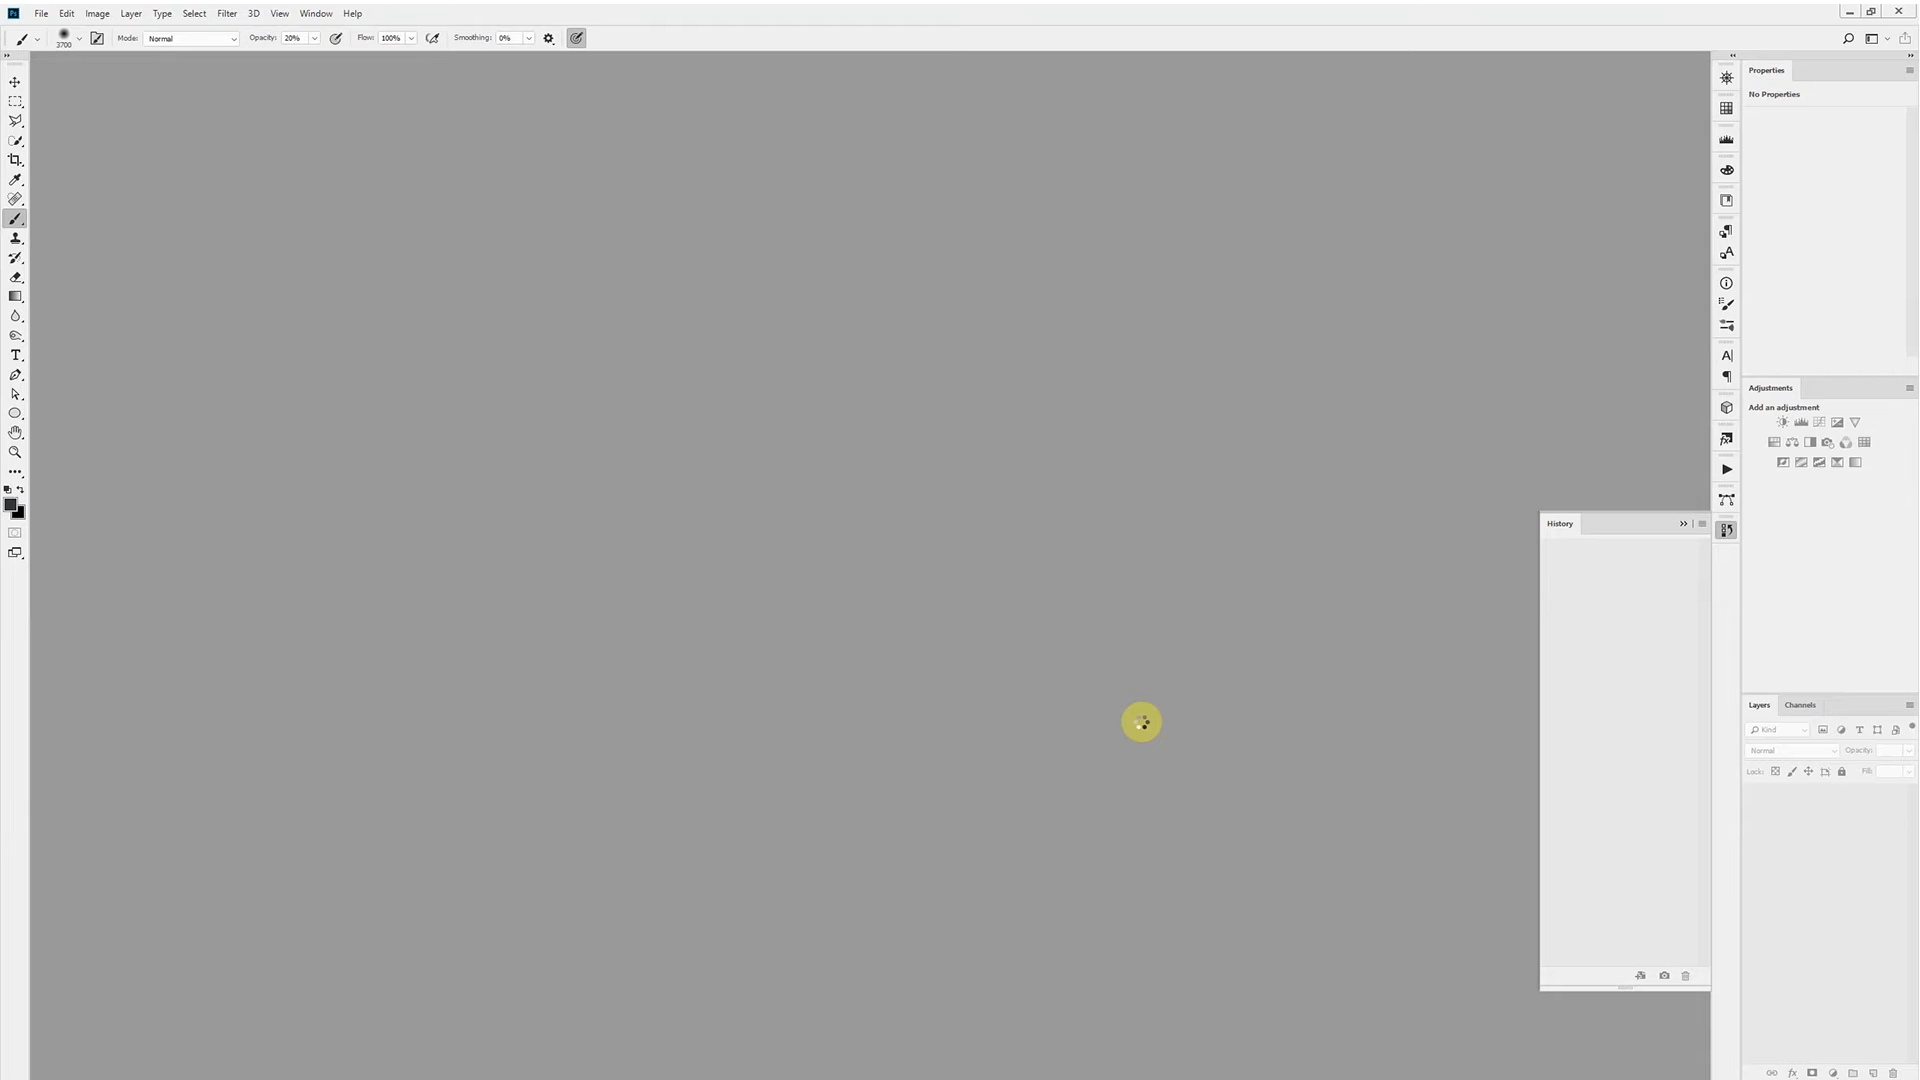 Ps File Edit Image Layer Type Select Filter 3D View Window Help
3700 Mode: Normal Opacity: 20% Flow: 100% Smoothing: 0%
Properties
No Properties
Adjustments
Add an adjustment
History
Layers Channels
Kind
Normal Opacity:
Lock: Fill: